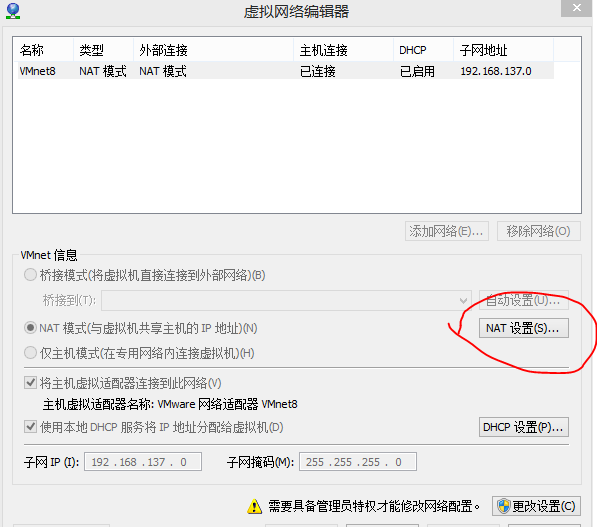 虚拟网络编辑器
名称 类型 外部连接 主机连接 DHCP 子网地址
VMnet8 NAT 模式 NAT 模式 已连接 已启用 192.168.137.0
添加网络(E)... 移除网络(O)
VMnet 信息
桥接模式(将虚拟机直接连接到外部网络)(B)
桥接到(T): 自动设置(U)...
NAT 模式(与虚拟机共享主机的 IP 地址)(N) NAT 设置(S)...
仅主机模式(在专用网络内连接虚拟机)(H)
将主机虚拟适配器连接到此网络(V)
主机虚拟适配器名称: VMware 网络适配器 VMnet8
使用本地 DHCP 服务将 IP 地址分配给虚拟机(D) DHCP 设置(P)...
子网 IP (I): 192 . 168 . 137 . 0 子网掩码(M): 255 . 255 . 255 . 0
需要具备管理员特权才能修改网络配置。 更改设置(C)